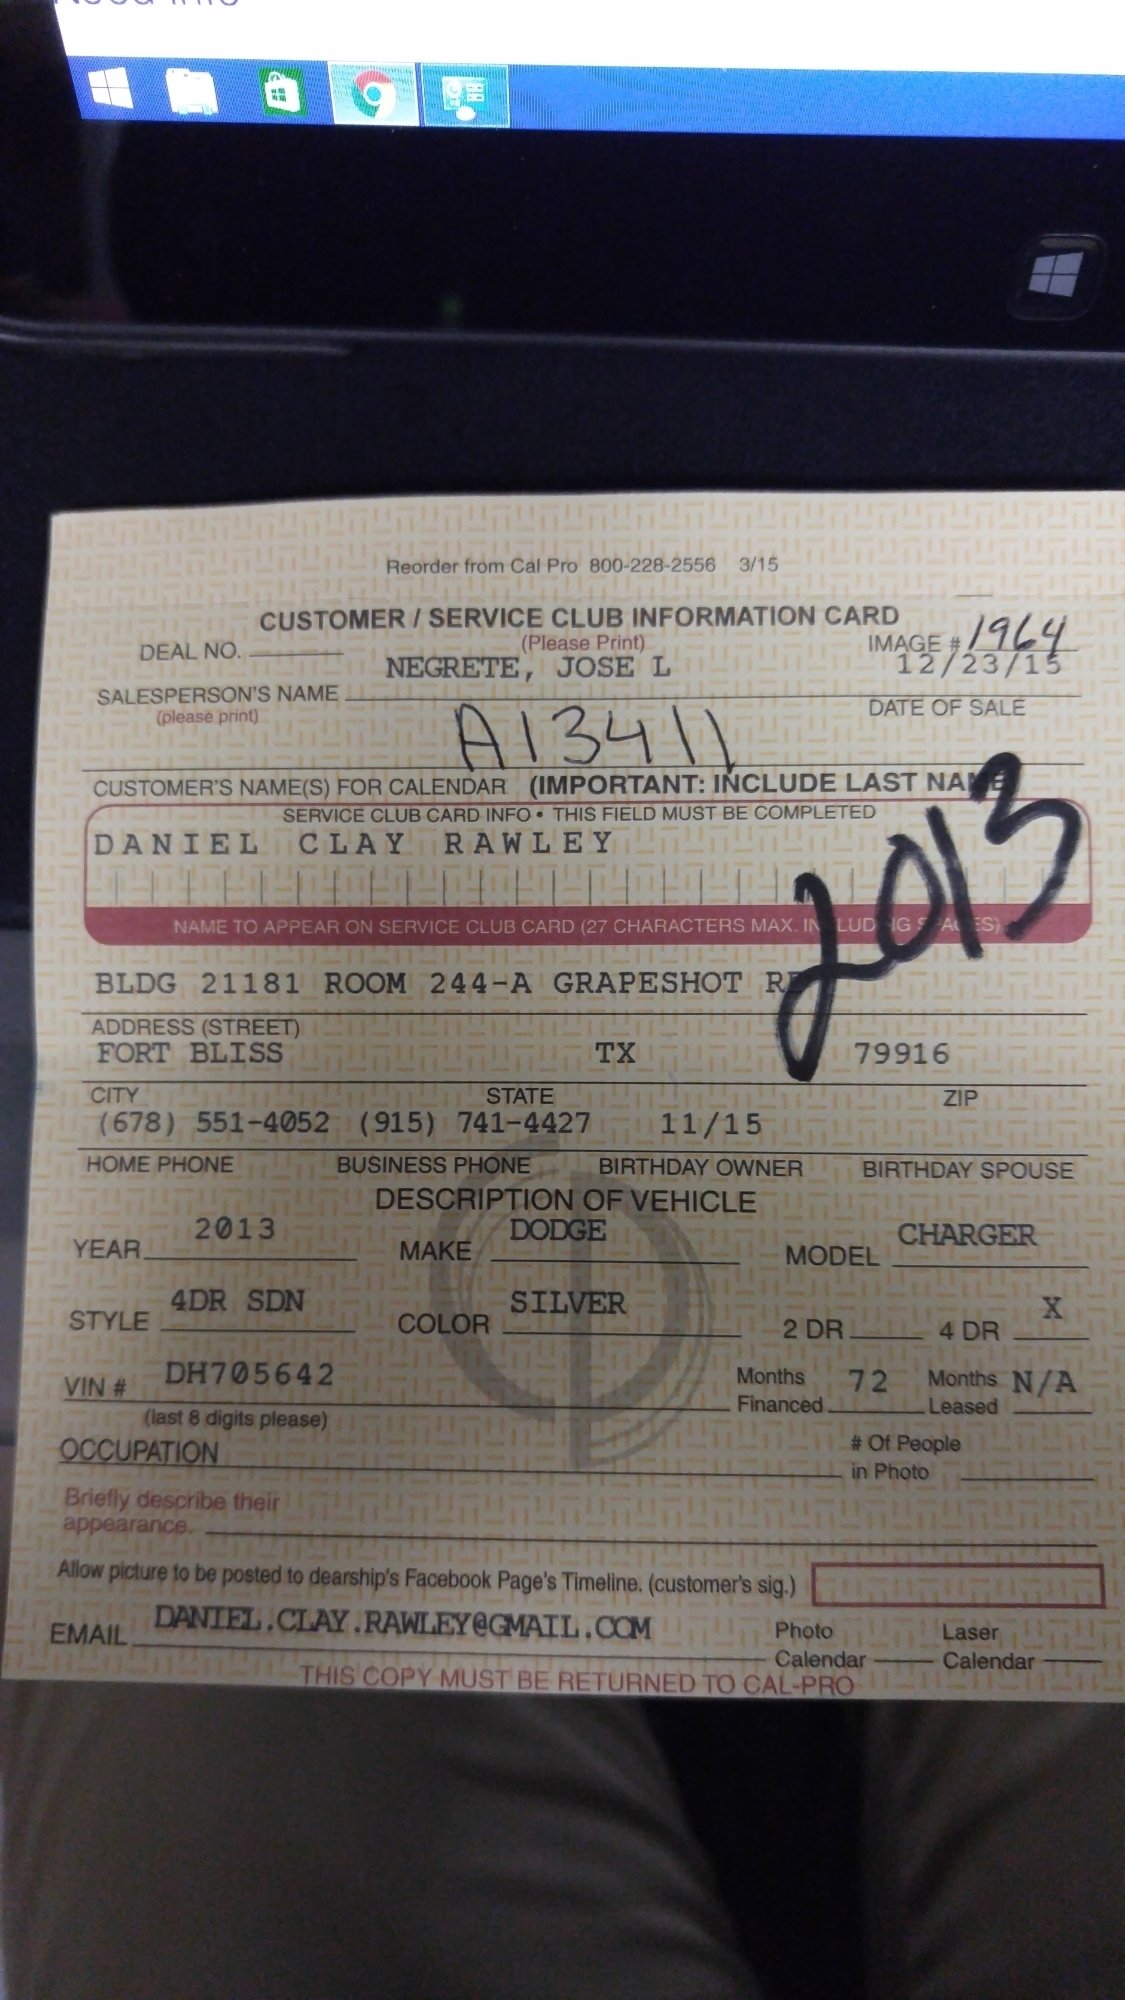 Reorder from Cal Pro 800-228-2556 3/15
CUSTOMER / SERVICE CLUB INFORMATION CARD
(Please Print)
DEAL NO.
IMAGE # 1964
NEGRETE, JOSE L 12/23/15
SALESPERSON'S NAME DATE OF SALE
(please print)
A13411
CUSTOMER'S NAME(S) FOR CALENDAR (IMPORTANT: INCLUDE LAST NAME)
2013
SERVICE CLUB CARD INFO • THIS FIELD MUST BE COMPLETED
DANIEL CLAY RAWLEY
NAME TO APPEAR ON SERVICE CLUB CARD (27 CHARACTERS MAX. INCLUDING SPACES)
BLDG 21181 ROOM 244-A GRAPESHOT
ADDRESS (STREET)
FORT BLISS TX 79916
CITY STATE ZIP
(678) 551-4052 (915) 741-4427 11/15
HOME PHONE BUSINESS PHONE BIRTHDAY OWNER BIRTHDAY SPOUSE
DESCRIPTION OF VEHICLE
YEAR 2013 MAKE DODGE MODEL CHARGER
STYLE 4DR SDN COLOR SILVER 2 DR 4 DR X
VIN # DH705642 Months Financed 72 Months Leased N/A
(last 8 digits please)
OCCUPATION # Of People in Photo
Briefly describe their
appearance.
Allow picture to be posted to dearship's Facebook Page's Timeline. (customer's sig.)
EMAIL DANIEL.CLAY.RAWLEY@GMAIL.COM Photo Calendar Laser Calendar
THIS COPY MUST BE RETURNED TO CAL-PRO